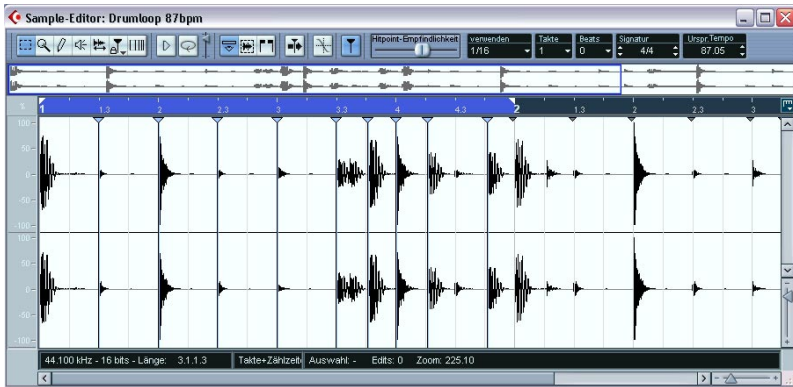 Sample-Editor: Drumloop 87bpm
Hitpoint-Empfindlichkeit verwenden Takte Beats Signatur Urspr.Tempo
1/16 1 0 4/4 87.05
1 1.3 2 2.3 3 3.3 4 4.3 2 1.3 2 2.3 3
%
100
50
0
-50
-100
100
50
0
-50
-100
44.100 kHz - 16 bits - Länge: 3.1.1.3 Takte+Zählzeit Auswahl: - Edits: 0 Zoom: 225.10